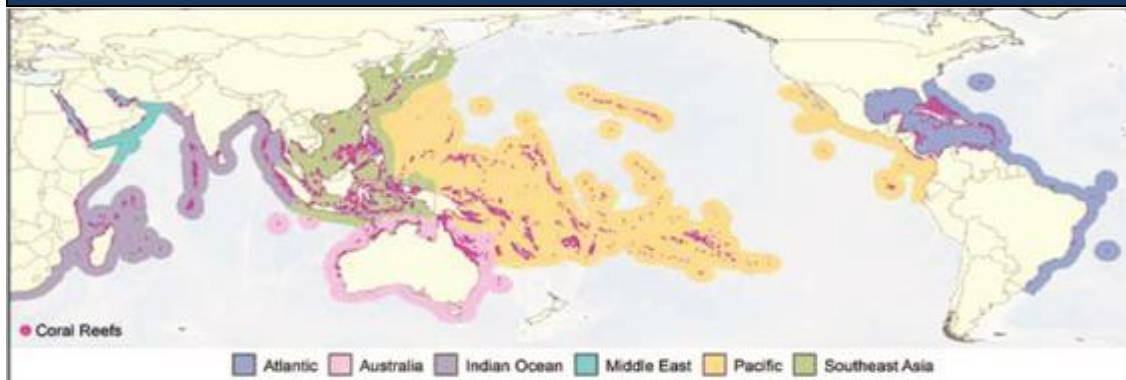 Coral Reefs
Atlantic Australia Indian Ocean Middle East Pacific Southeast Asia